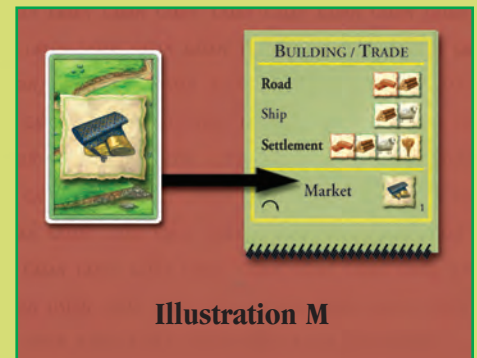 BUILDING / TRADE
Road
Ship
Settlement
Market
1
Illustration M